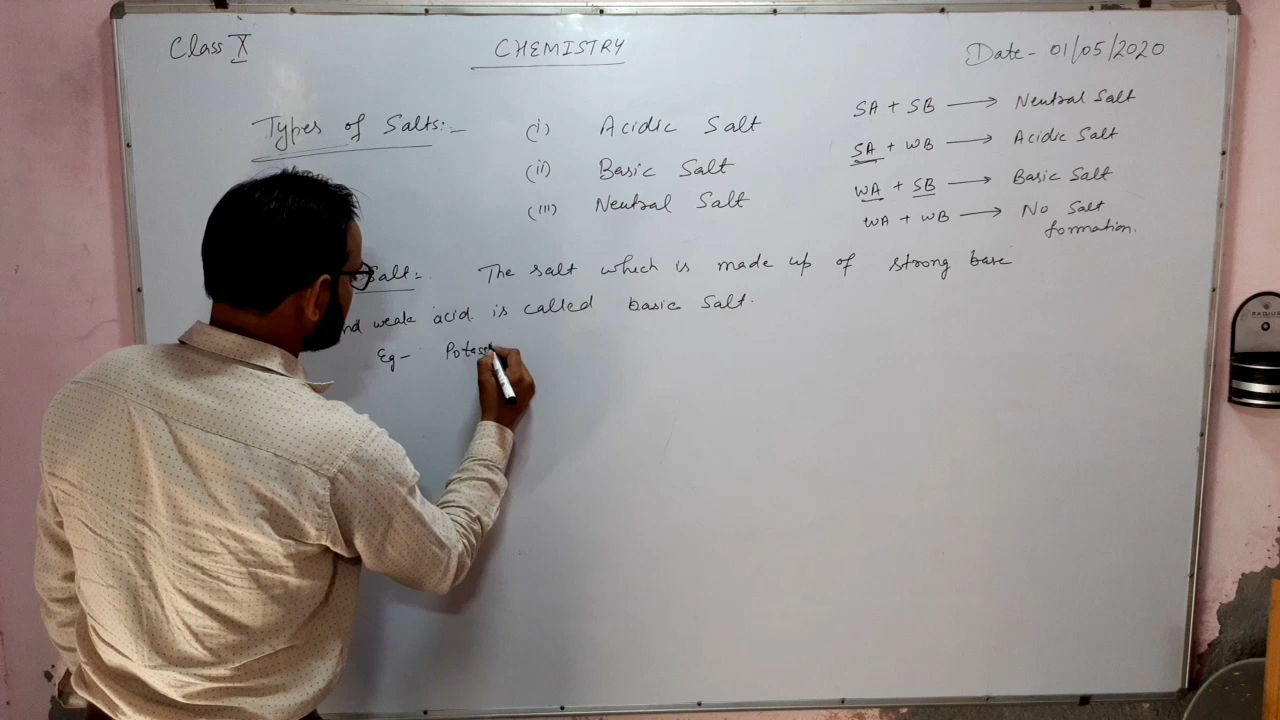 Class X
CHEMISTRY
Date- 01/05/2020
Types of Salts:-
(i) Acidic Salt
(ii) Basic Salt
(iii) Neutral Salt
SA + SB → Neutral Salt
SA + WB → Acidic Salt
WA + SB → Basic Salt
WA + WB → No Salt
formation.
Salt:- The salt which is made up of strong base
weak acid is called basic Salt.
Eg-